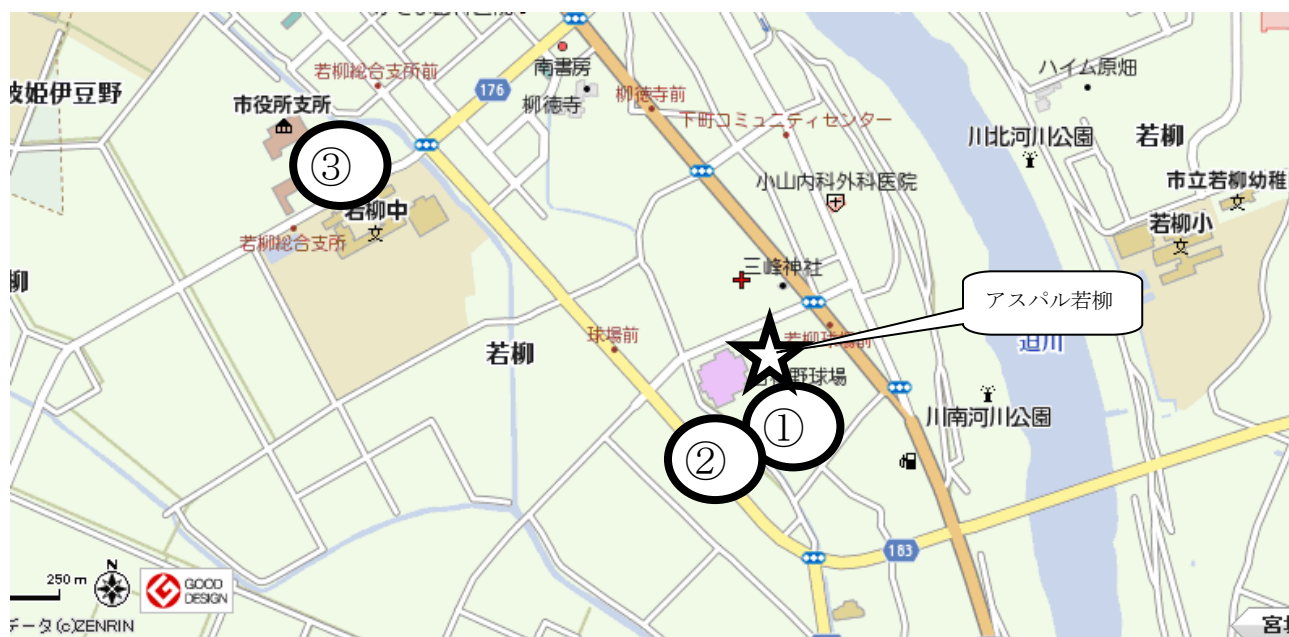 若柳総合支所前
176
南書房
ハイム原畑
波姫伊豆野
市役所支所
柳徳寺
柳徳寺前
下町コミュニティセンター
川北河川公園
若柳
③
小山内科外科医院
市立若柳幼稚
若柳中
若柳小
若柳総合支所
三峰神社
柳
アスパル若柳
球場前
若柳球場前
迫川
若柳
野球場
①
川南河川公園
②
183
250 m
N
GOOD
DESIGN
データ (c)ZENRIN
宮城